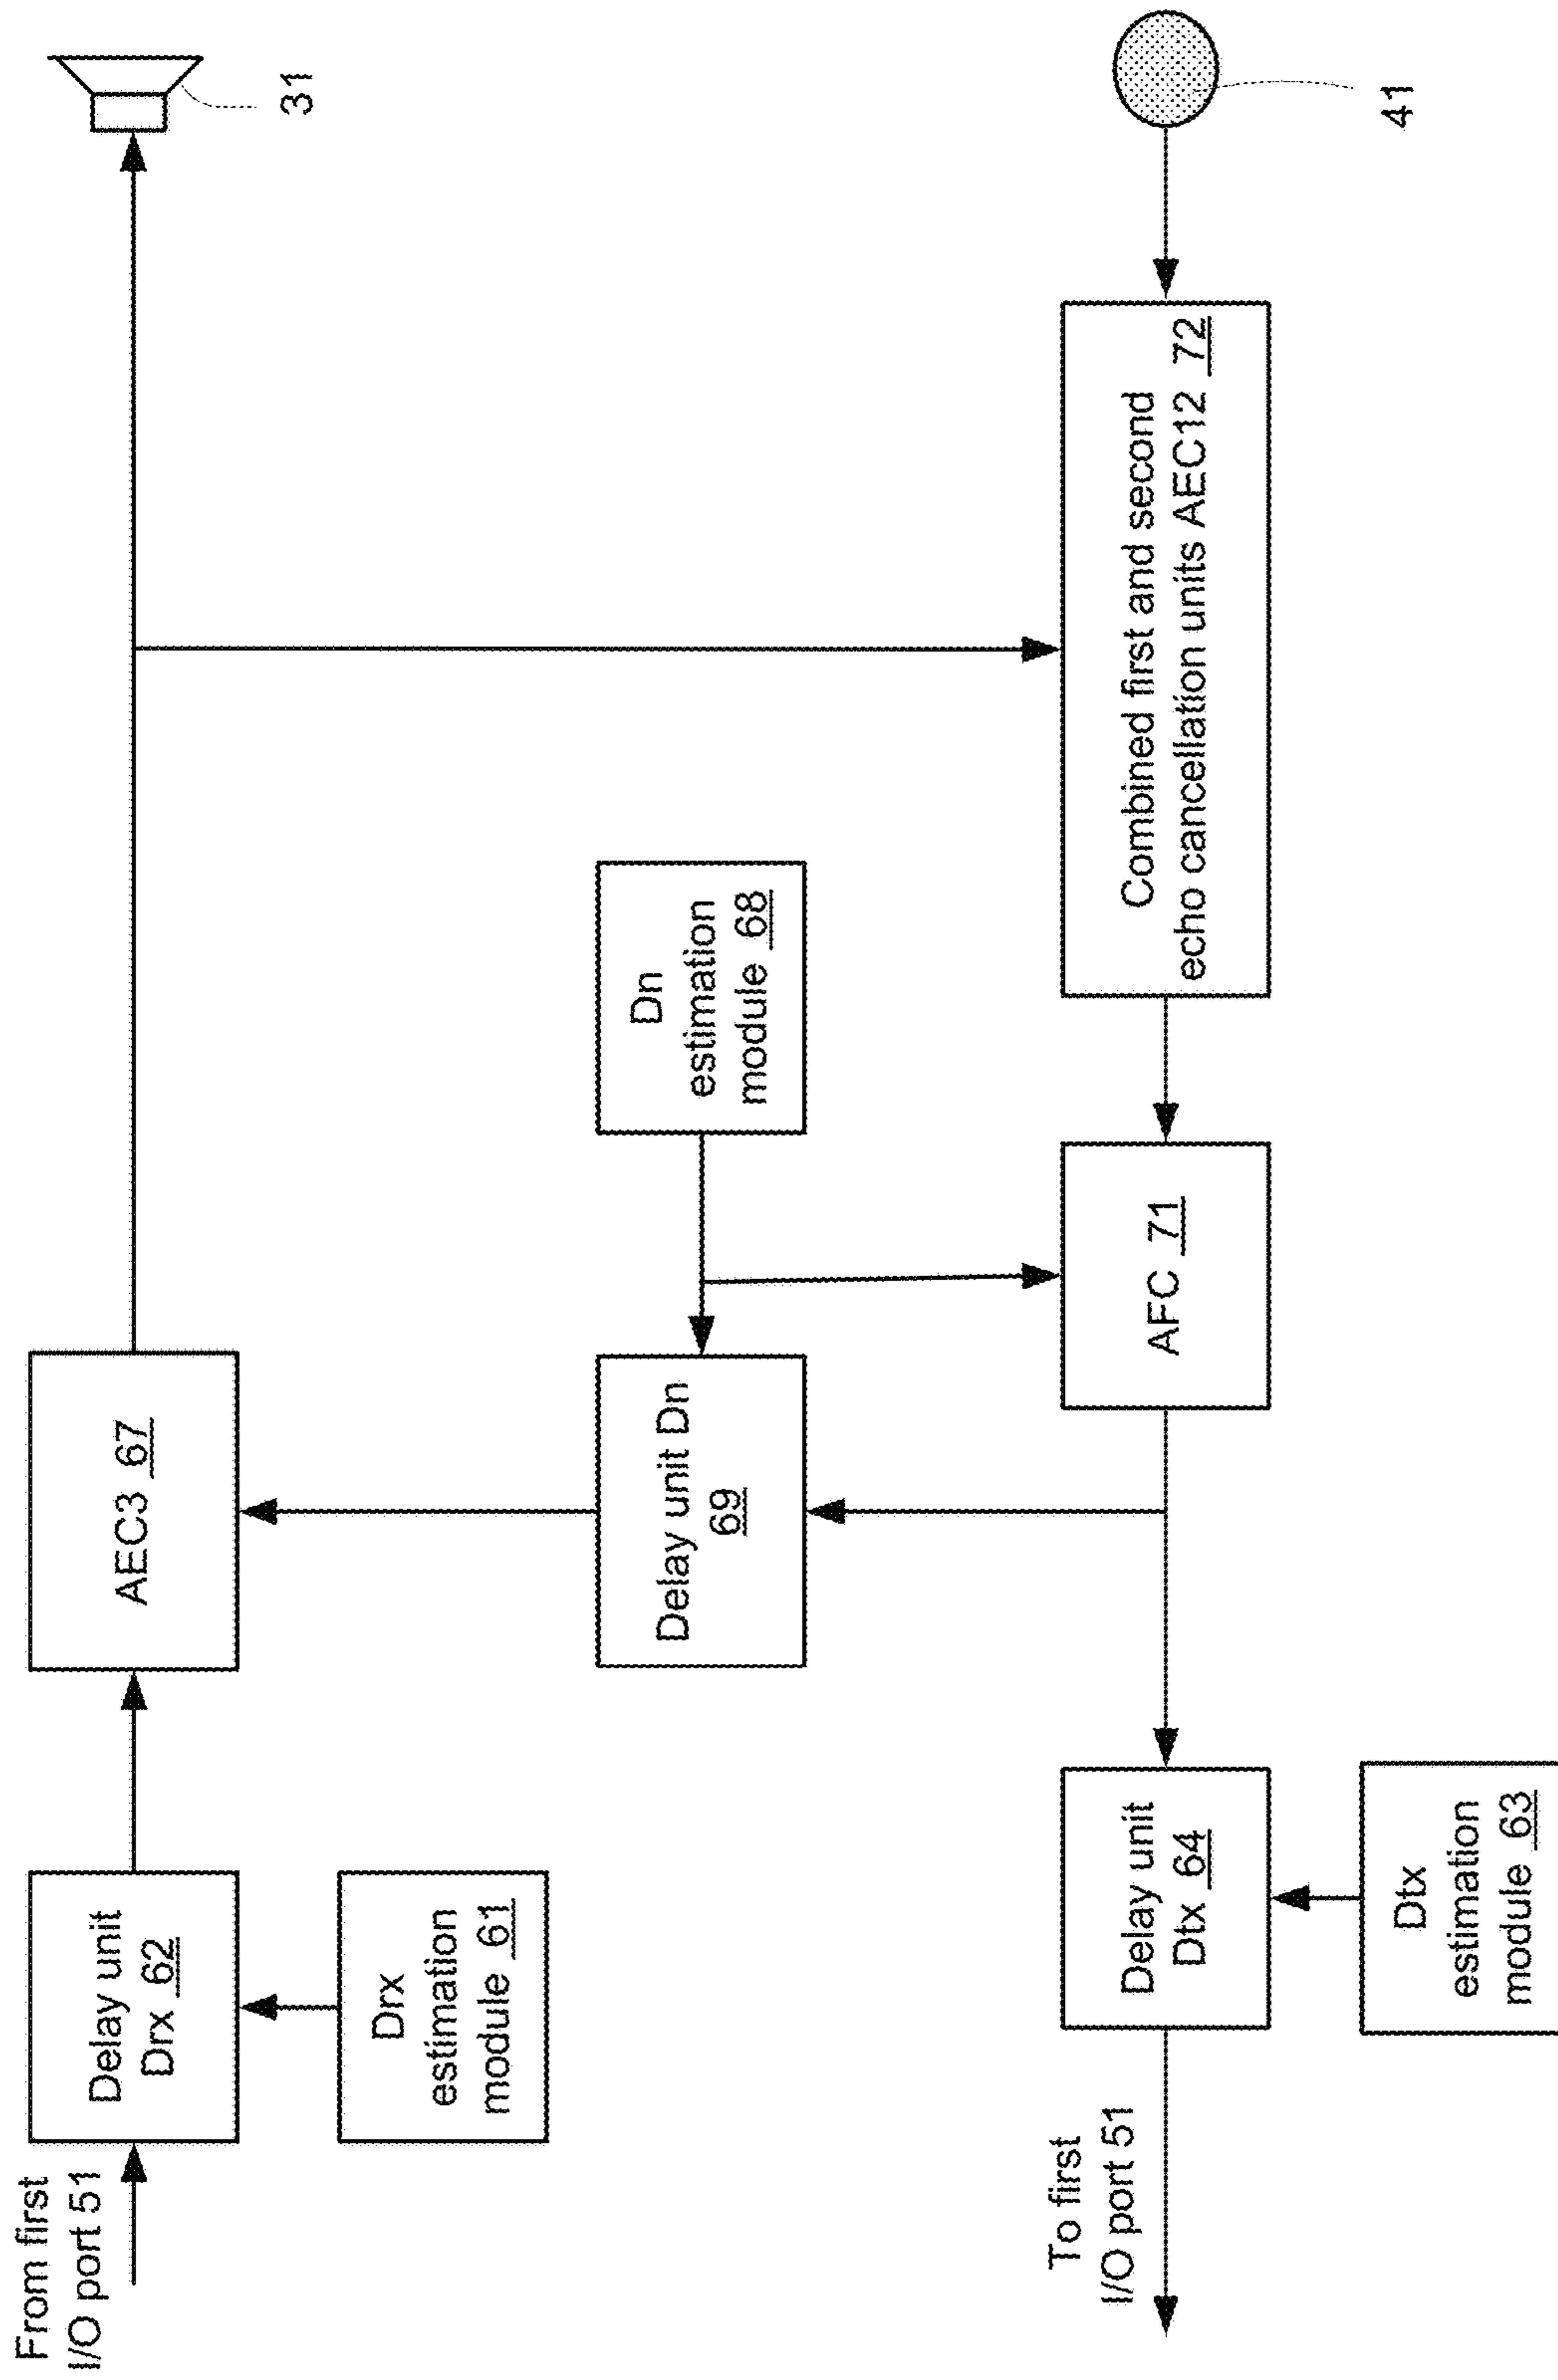 From first
I/O port 51
Delay unit
Drx 62
Drx
estimation
module 61
AEC3 67
31
Delay unit Dn
69
Dn
estimation
module 68
To first
I/O port 51
Delay unit
Dtx 64
Dtx
estimation
module 63
AFC 71
Combined first and second
echo cancellation units AEC12 72
41